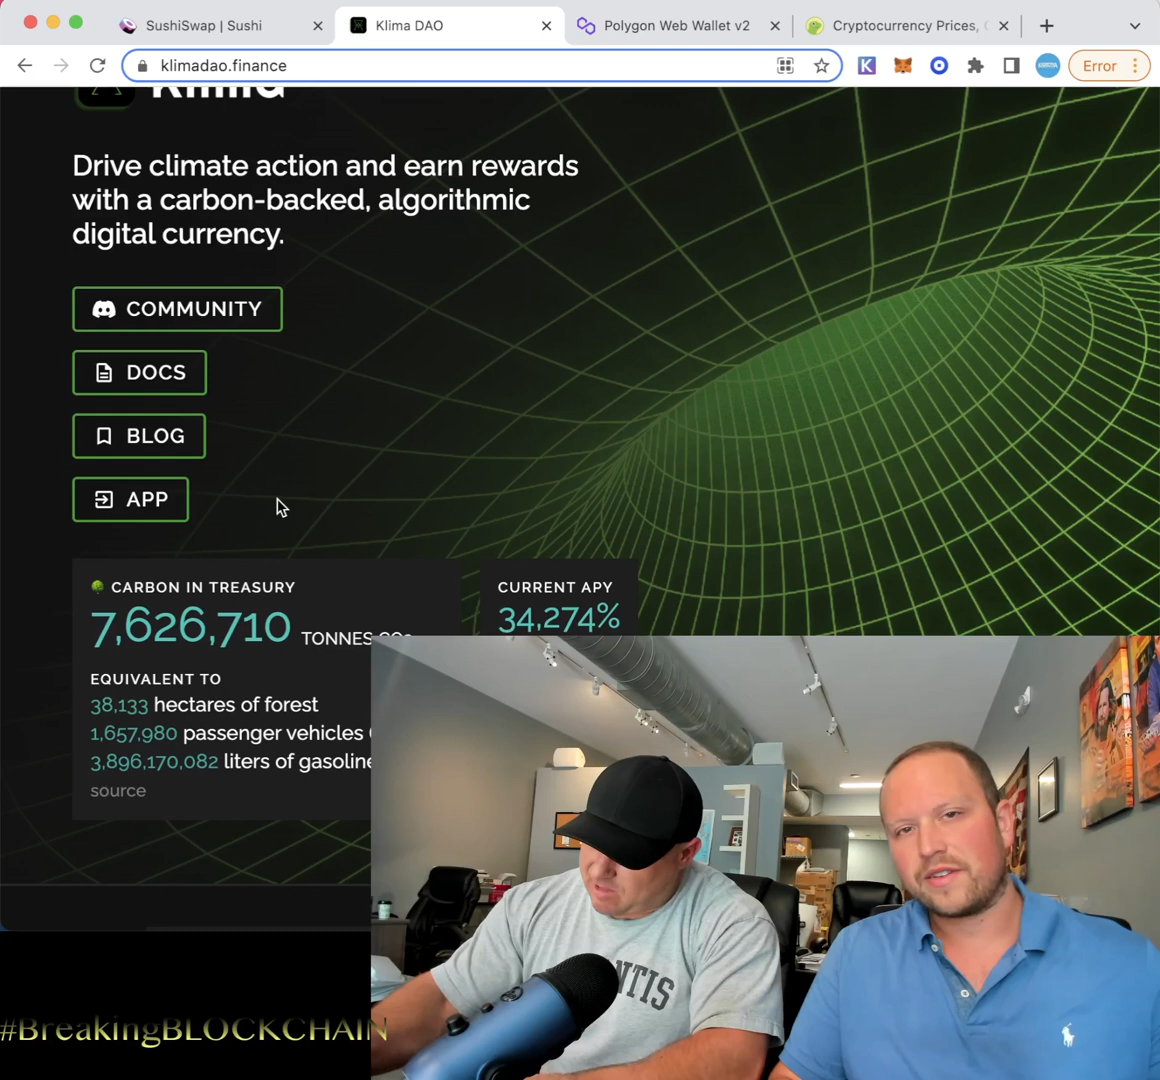 SushiSwap | Sushi
Klima DAO
Polygon Web Wallet v2
Cryptocurrency Prices,
klimadao.finance
K
Error
Klima
Drive climate action and earn rewards
with a carbon-backed, algorithmic
digital currency.
COMMUNITY
DOCS
BLOG
APP
CARBON IN TREASURY
7,626,710 TONNES
CURRENT APY
34,274%
EQUIVALENT TO
38,133 hectares of forest
1,657,980 passenger vehicles
3,896,170,082 liters of gasoline
source
NTIS
#BreakingBLOCKCHAIN